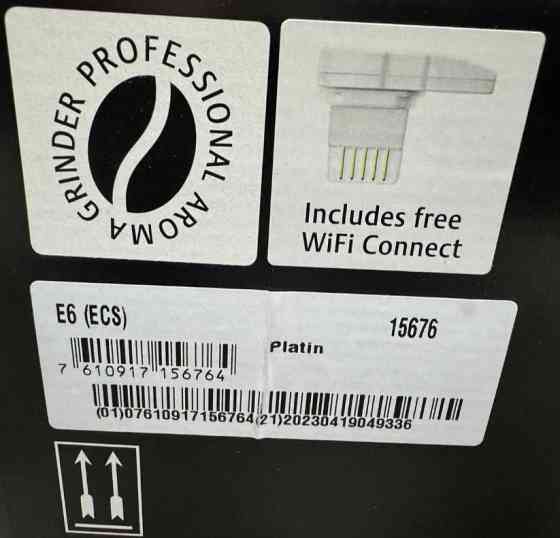 PROFESSIONAL AROMA GRINDER
Includes free
WiFi Connect
E6 (ECS)
Platin
15676
7 610917 156764
(01)07610917156764(21)20230419049336